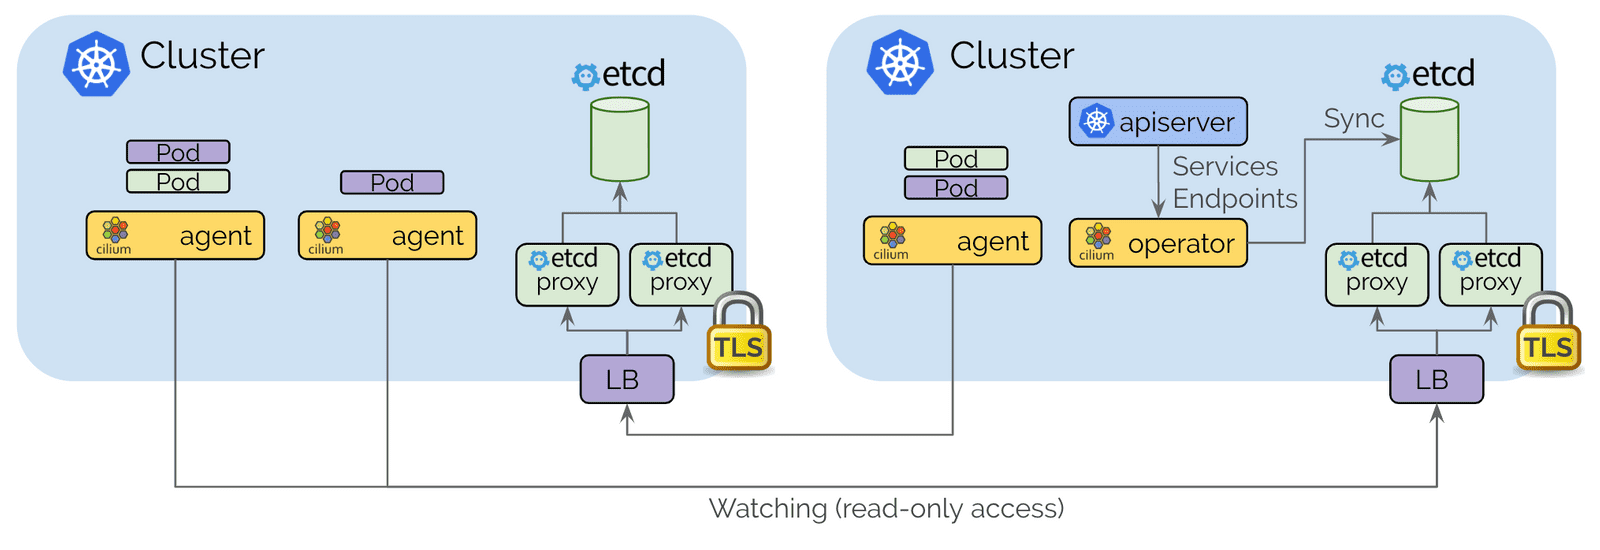 Cluster
etcd
Pod
Pod
Pod
cilium
agent
cilium
agent
etcd
proxy
etcd
proxy
TLS
LB
Cluster
etcd
apiserver
Sync
Services
Endpoints
Pod
Pod
cilium
agent
cilium
operator
etcd
proxy
etcd
proxy
TLS
LB
Watching (read-only access)